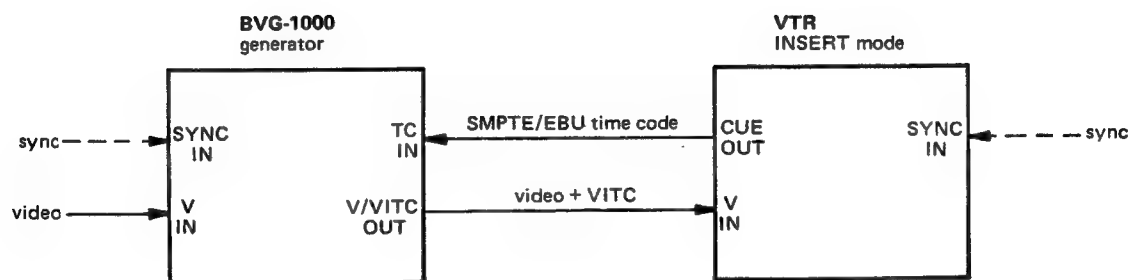 BVG-1000
generator
VTR
INSERT mode
sync
SYNC
IN
TC
IN
SMPTE/EBU time code
CUE
OUT
SYNC
IN
sync
video
V
IN
V/VITC
OUT
video + VITC
V
IN